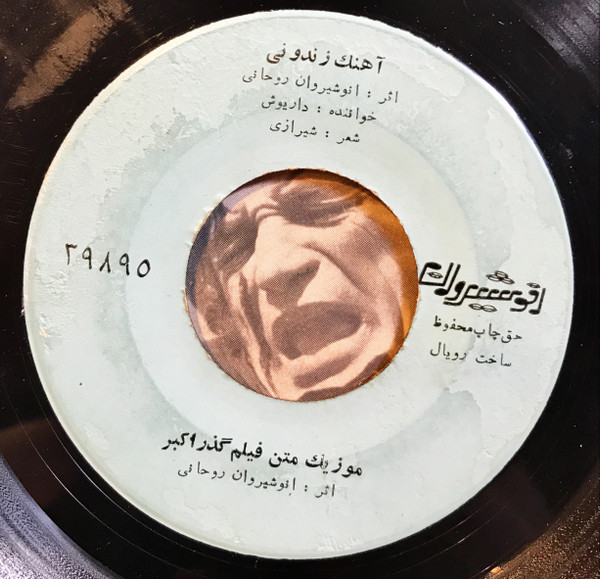 آهنگ زندونی
اثر : انوشیروان روحانی
خواننده : داریوش
شعر : شیرازی
۳۹۸۹۵
انوشیروان
حق چاپ محفوظ
ساخت رویال
موزیک متن فیلم گذر اکبر
اثر : انوشیروان روحانی